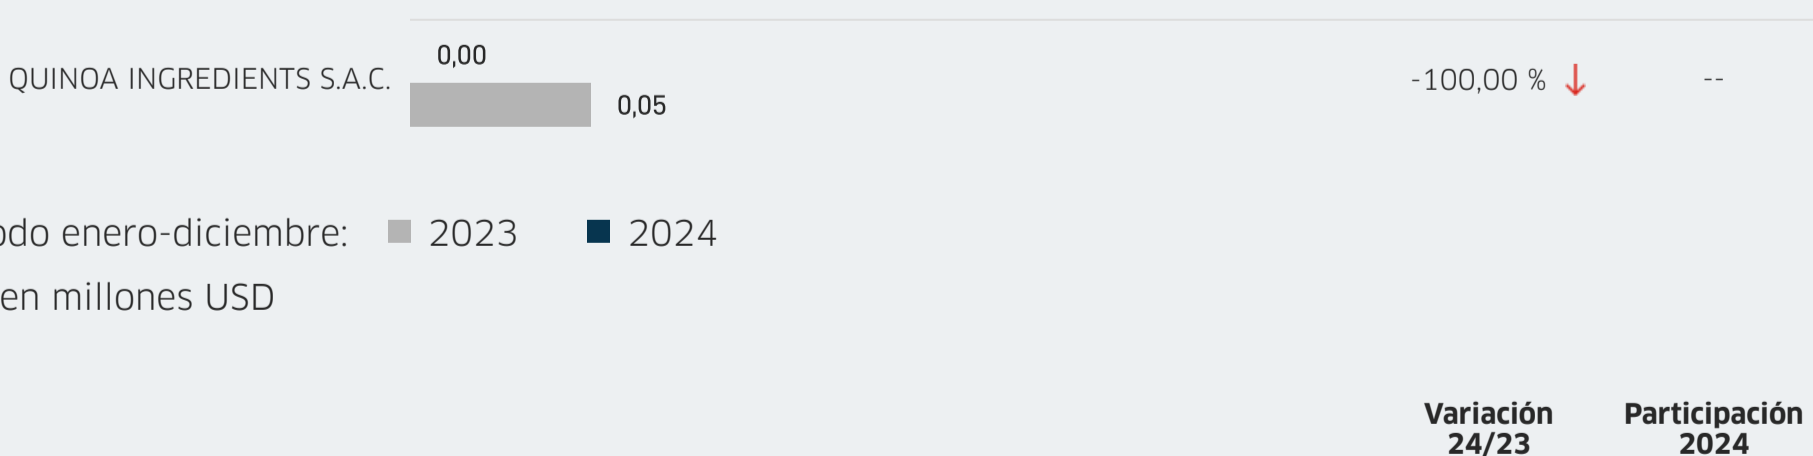 0,00
QUINOA INGREDIENTS S.A.C.
0,05
-100,00 %
--
enero-diciembre:
2023
2024
en millones USD
Variación
24/23
Participación
2024